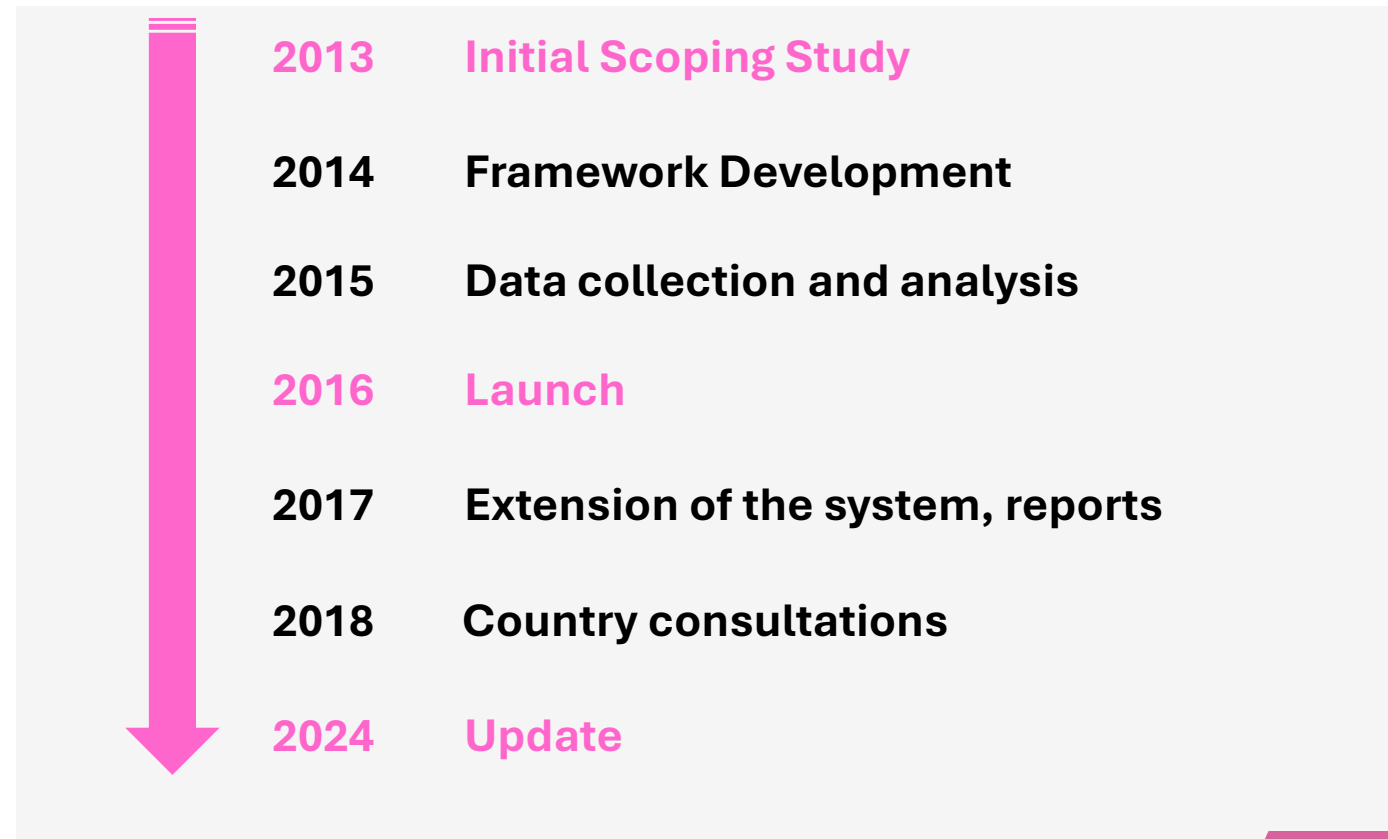 2013 Initial Scoping Study
2014 Framework Development
2015 Data collection and analysis
2016 Launch
2017 Extension of the system, reports
2018 Country consultations
2024 Update